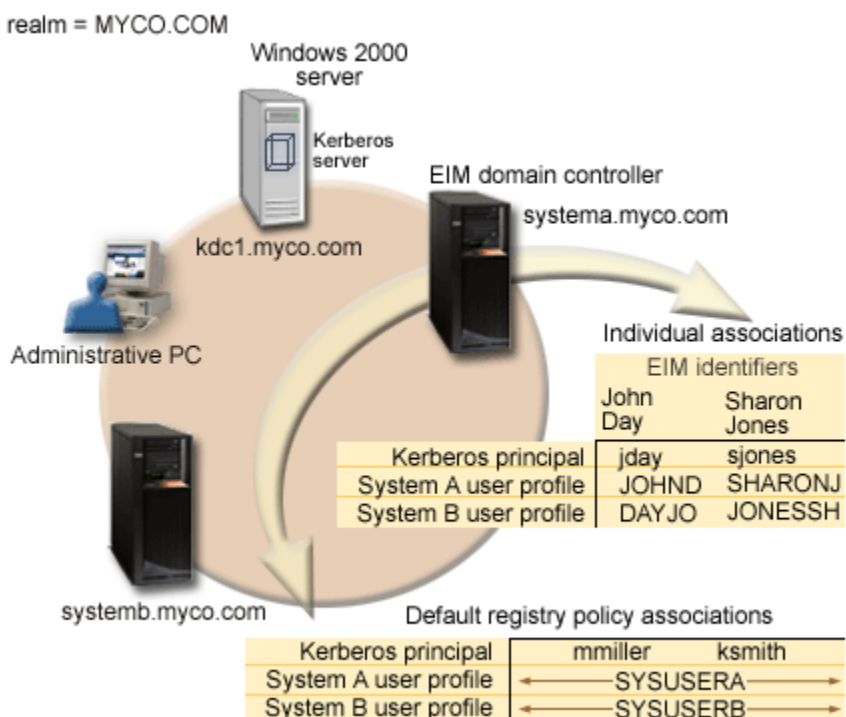 realm = MYCO.COM
Windows 2000
server
Kerberos
server
EIM domain controller
systema.myco.com
kdc1.myco.com
Administrative PC
Individual associations
EIM identifiers
John Sharon
Day Jones
Kerberos principal jday sjones
System A user profile JOHND SHARONJ
System B user profile DAYJO JONESSH
systemb.myco.com
Default registry policy associations
Kerberos principal mmiller ksmith
System A user profile SYSUSERA
System B user profile SYSUSERB